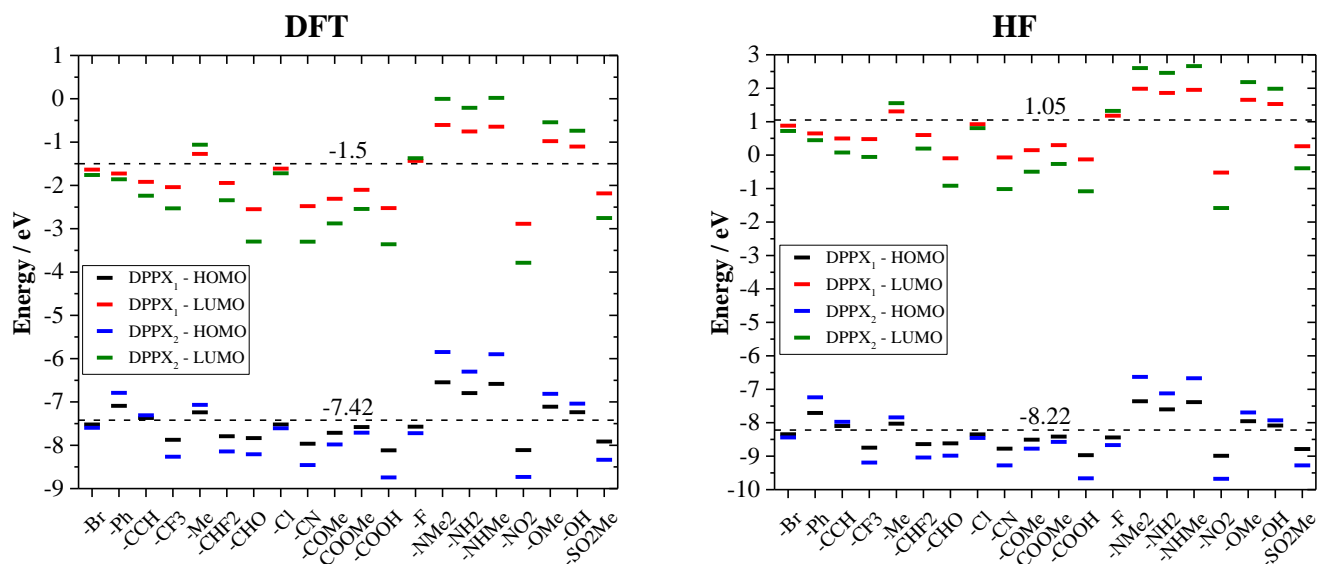 DFT
Energy / eV
1
0
-1
-2
-3
-4
-5
-6
-7
-8
-9
-1.5
-7.42
DPPX₁ - HOMO
DPPX₁ - LUMO
DPPX₂ - HOMO
DPPX₂ - LUMO
-Br
-Ph
-CCH
-CF3
-Me
-CHF2
-CHO
-Cl
-CN
-COMe
-COOMe
-COOH
-F
-NMe2
-NH2
-NHMe
-NO2
-OMe
-OH
-SO2Me
HF
Energy / eV
3
2
1
0
-1
-2
-3
-4
-5
-6
-7
-8
-9
-10
1.05
-8.22
DPPX₁ - HOMO
DPPX₁ - LUMO
DPPX₂ - HOMO
DPPX₂ - LUMO
-Br
-Ph
-CCH
-CF3
-Me
-CHF2
-CHO
-Cl
-CN
-COMe
-COOMe
-COOH
-F
-NMe2
-NH2
-NHMe
-NO2
-OMe
-OH
-SO2Me